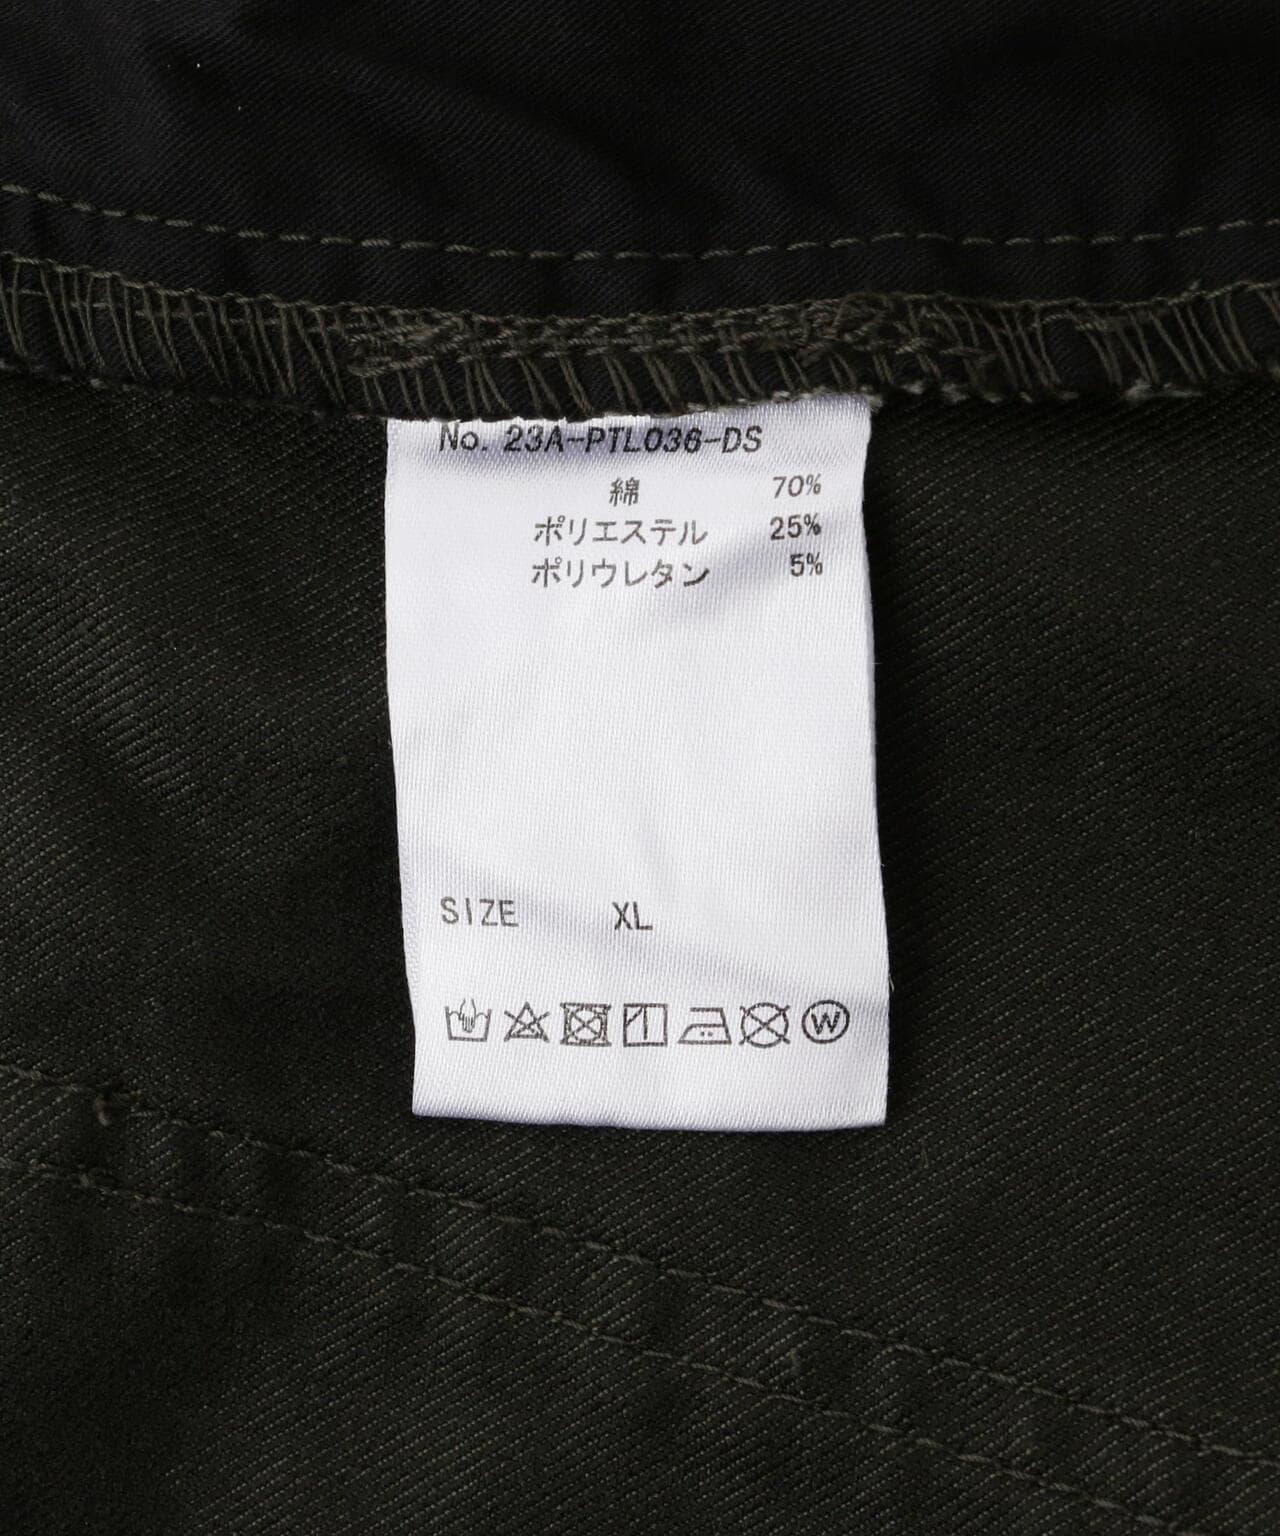 No. 23A-PTL036-DS
綿 70%
ポリエステル 25%
ポリウレタン 5%
SIZE XL
W